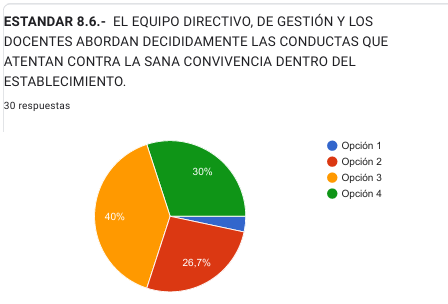 ESTANDAR 8.6.- EL EQUIPO DIRECTIVO, DE GESTIÓN Y LOS
DOCENTES ABORDAN DECIDIDAMENTE LAS CONDUCTAS QUE
ATENTAN CONTRA LA SANA CONVIVENCIA DENTRO DEL
ESTABLECIMIENTO.
30 respuestas
Opción 1
Opción 2
Opción 3
Opción 4
30%
40%
26,7%